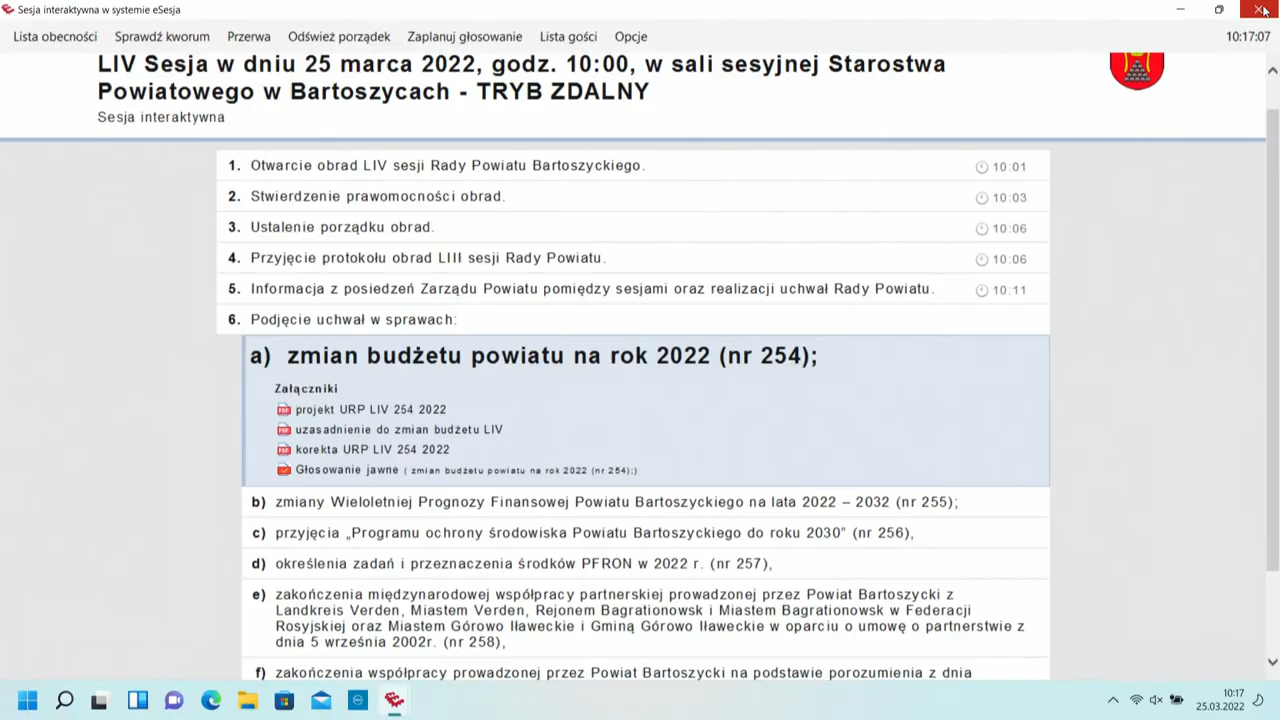 Sesja interaktywna w systemie eSesja
Lista obecności Sprawdź kworum Przerwa Odśwież porządek Zaplanuj głosowanie Lista gości Opcje 10:17:07
LIV Sesja w dniu 25 marca 2022, godz. 10:00, w sali sesyjnej Starostwa
Powiatowego w Bartoszycach - TRYB ZDALNY
Sesja interaktywna
1. Otwarcie obrad LIV sesji Rady Powiatu Bartoszyckiego. 10:01
2. Stwierdzenie prawomocności obrad. 10:03
3. Ustalenie porządku obrad. 10:06
4. Przyjęcie protokołu obrad LIII sesji Rady Powiatu. 10:06
5. Informacja z posiedzeń Zarządu Powiatu pomiędzy sesjami oraz realizacji uchwał Rady Powiatu. 10:11
6. Podjęcie uchwał w sprawach:
a) zmian budżetu powiatu na rok 2022 (nr 254);
Załączniki
projekt URP LIV 254 2022
uzasadnienie do zmian budżetu LIV
korekta URP LIV 254 2022
Głosowanie jawne ( zmian budżetu powiatu na rok 2022 (nr 254);)
b) zmiany Wieloletniej Prognozy Finansowej Powiatu Bartoszyckiego na lata 2022 – 2032 (nr 255);
c) przyjęcia „Programu ochrony środowiska Powiatu Bartoszyckiego do roku 2030” (nr 256),
d) określenia zadań i przeznaczenia środków PFRON w 2022 r. (nr 257),
e) zakończenia międzynarodowej współpracy partnerskiej prowadzonej przez Powiat Bartoszycki z
Landkreis Verden, Miastem Verden, Rejonem Bagrationowsk i Miastem Bagrationowsk w Federacji
Rosyjskiej oraz Miastem Górowo Iławeckie i Gminą Górowo Iławeckie w oparciu o umowę o partnerstwie z
dnia 5 września 2002r. (nr 258),
f) zakończenia współpracy prowadzonej przez Powiat Bartoszycki na podstawie porozumienia z dnia
10:17
25.03.2022